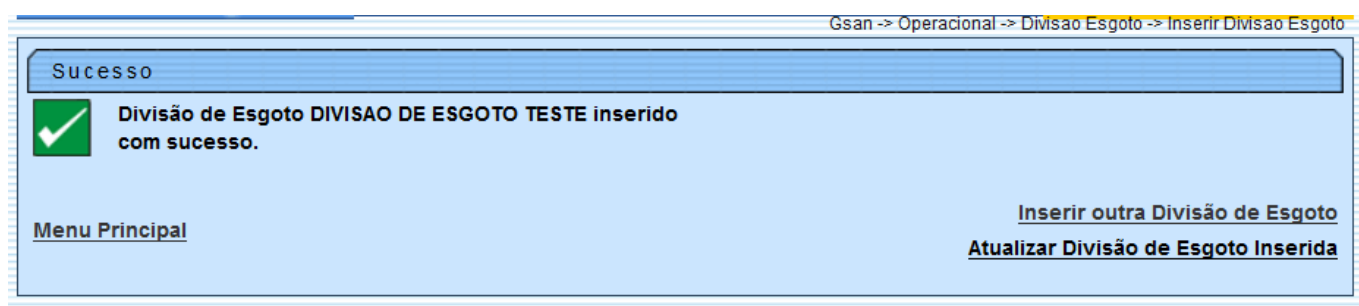 Gsan -> Operacional -> Divisao Esgoto -> Inserir Divisao Esgoto
Sucesso
Divisão de Esgoto DIVISAO DE ESGOTO TESTE inserido
com sucesso.
Inserir outra Divisão de Esgoto
Menu Principal
Atualizar Divisão de Esgoto Inserida